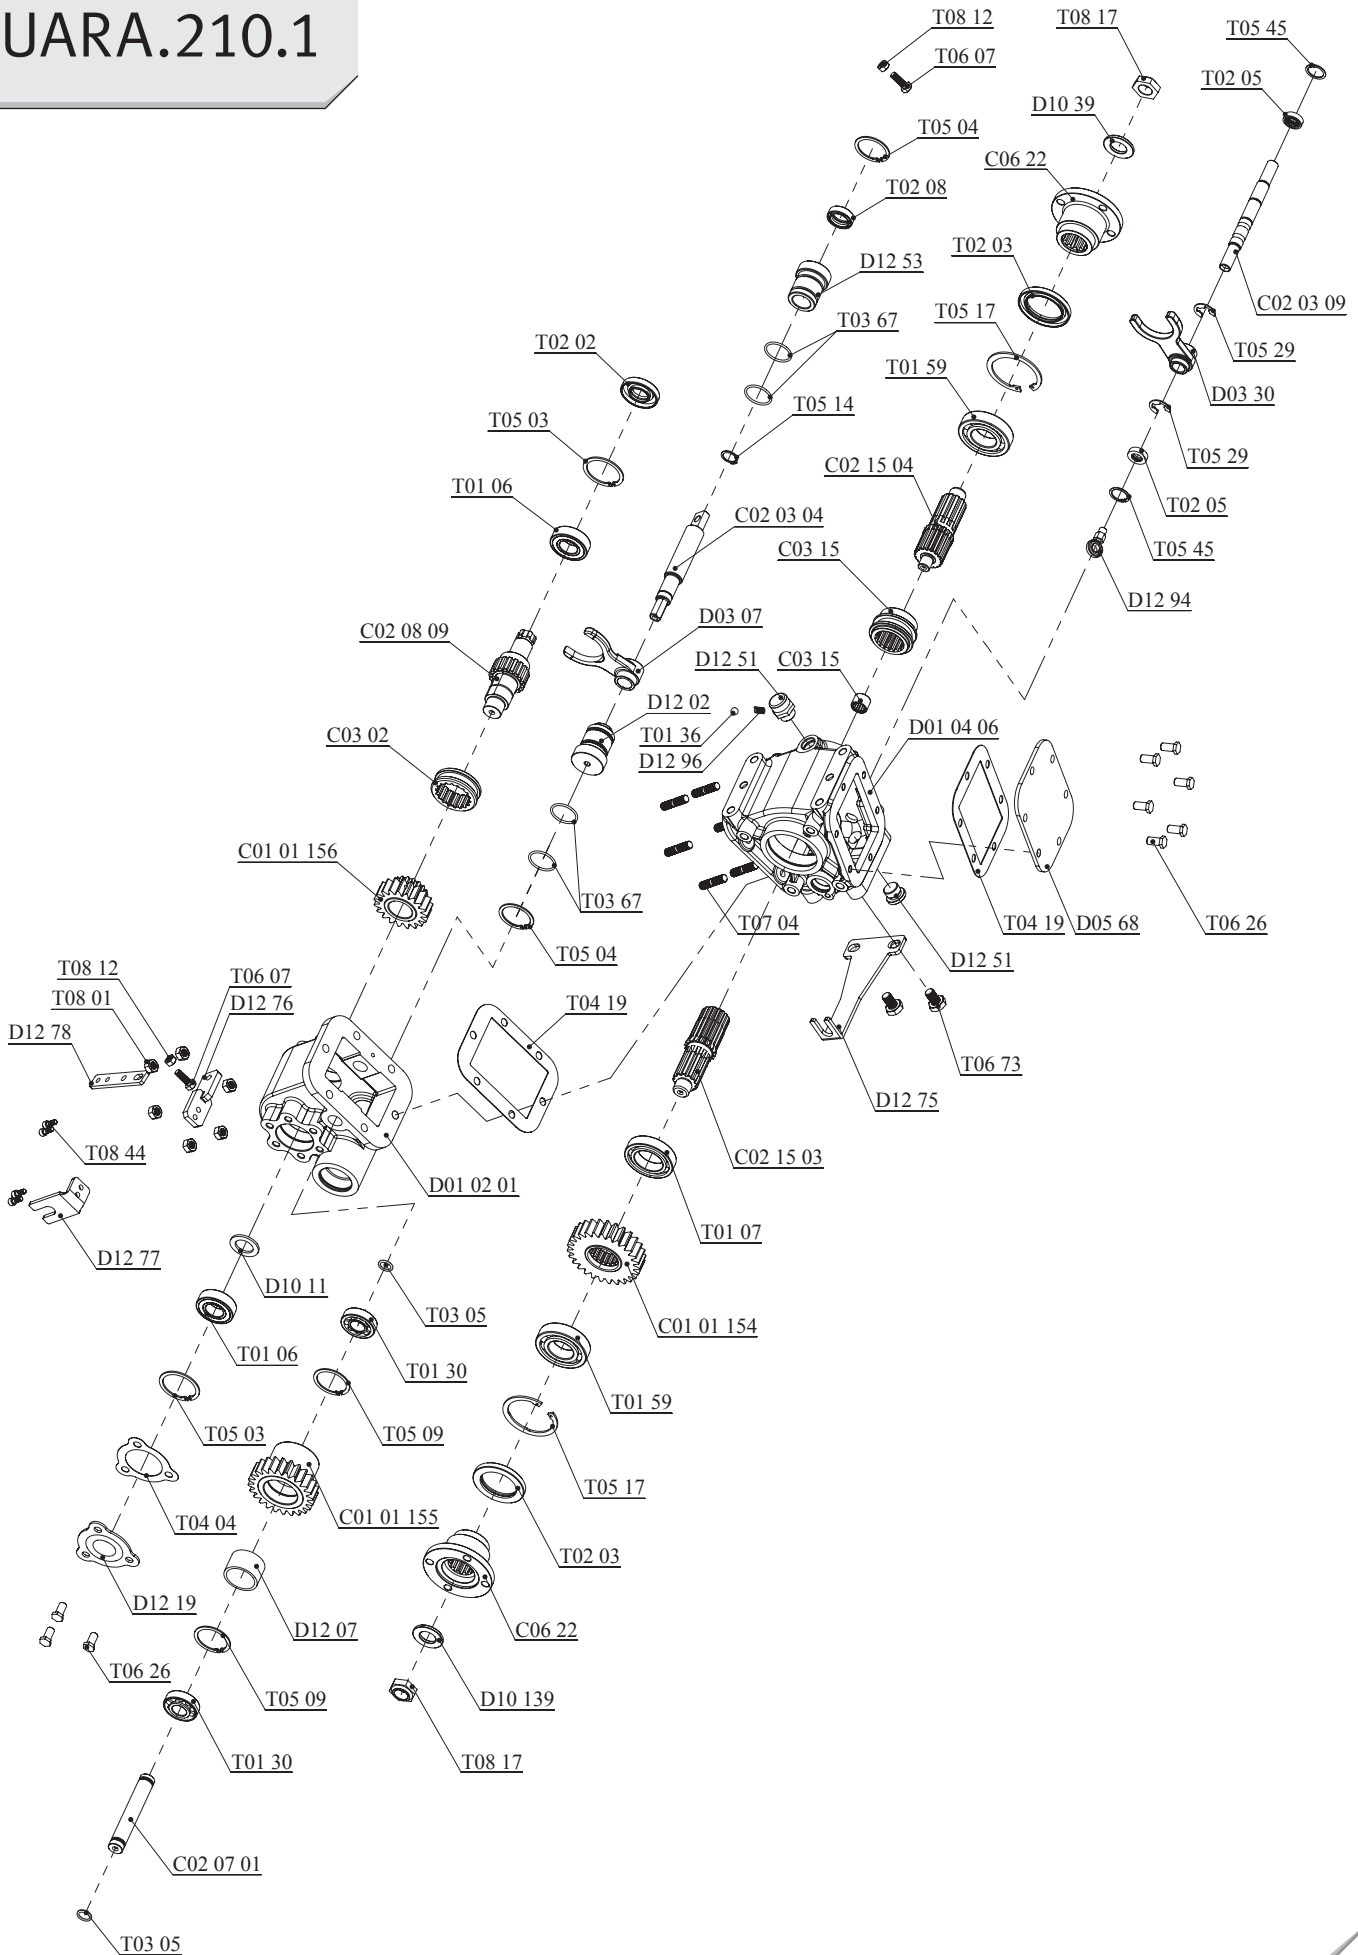 UARA.210.1
T08 12
T08 17
T05 45
T06 07
T02 05
D10 39
T05 04
C06 22
T02 08
T02 03
D12 53
C02 03 09
T05 17
T03 67
T02 02
T05 29
T01 59
D03 30
T05 14
T05 03
T05 29
C02 15 04
T01 06
T02 05
C02 03 04
T05 45
C03 15
D12 94
D03 07
C02 08 09
D12 51
C03 15
D12 02
D01 04 06
T01 36
C03 02
D12 96
C01 01 156
T03 67
T07 04
T04 19
D05 68
T06 26
T05 04
D12 51
T08 12
T06 07
T08 01
D12 76
T04 19
D12 78
T06 73
D12 75
T08 44
C02 15 03
D01 02 01
T01 07
D12 77
D10 11
T03 05
C01 01 154
T01 06
T01 30
T01 59
T05 03
T05 09
T05 17
C01 01 155
T04 04
T02 03
D12 19
D12 07
C06 22
T06 26
T05 09
D10 139
T01 30
T08 17
C02 07 01
T03 05